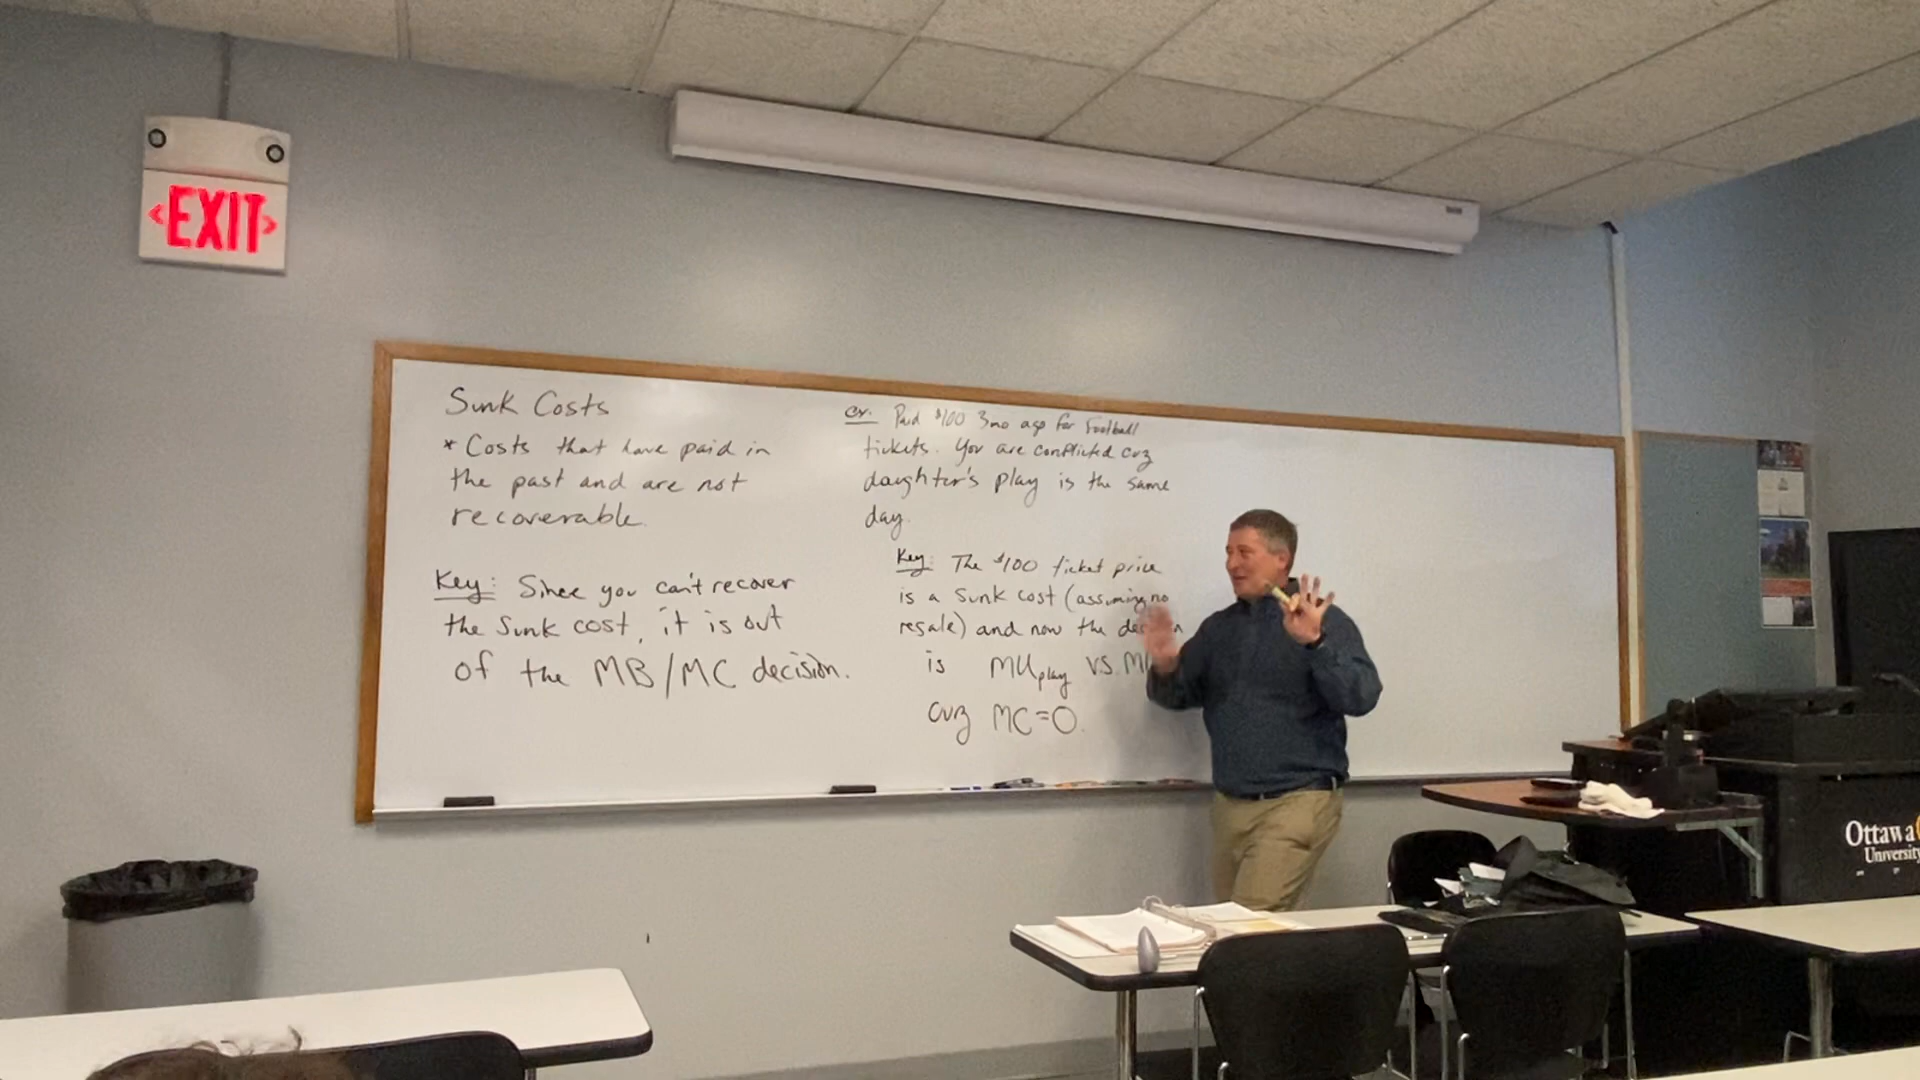 <EXIT>
Sunk Costs
* Costs that have paid in
the past and are not
recoverable.
Key: Since you can't recover
the sunk cost, it is out
of the MB/MC decision.
ex. Paid $100 3mo ago for football
tickets. You are conflicted cuz
daughter's play is the same
day.
Key: The $100 ticket price
is a sunk cost (assuming no
resale) and now the
is MUplay vs. 
cuz MC=0.
Ottawa
University